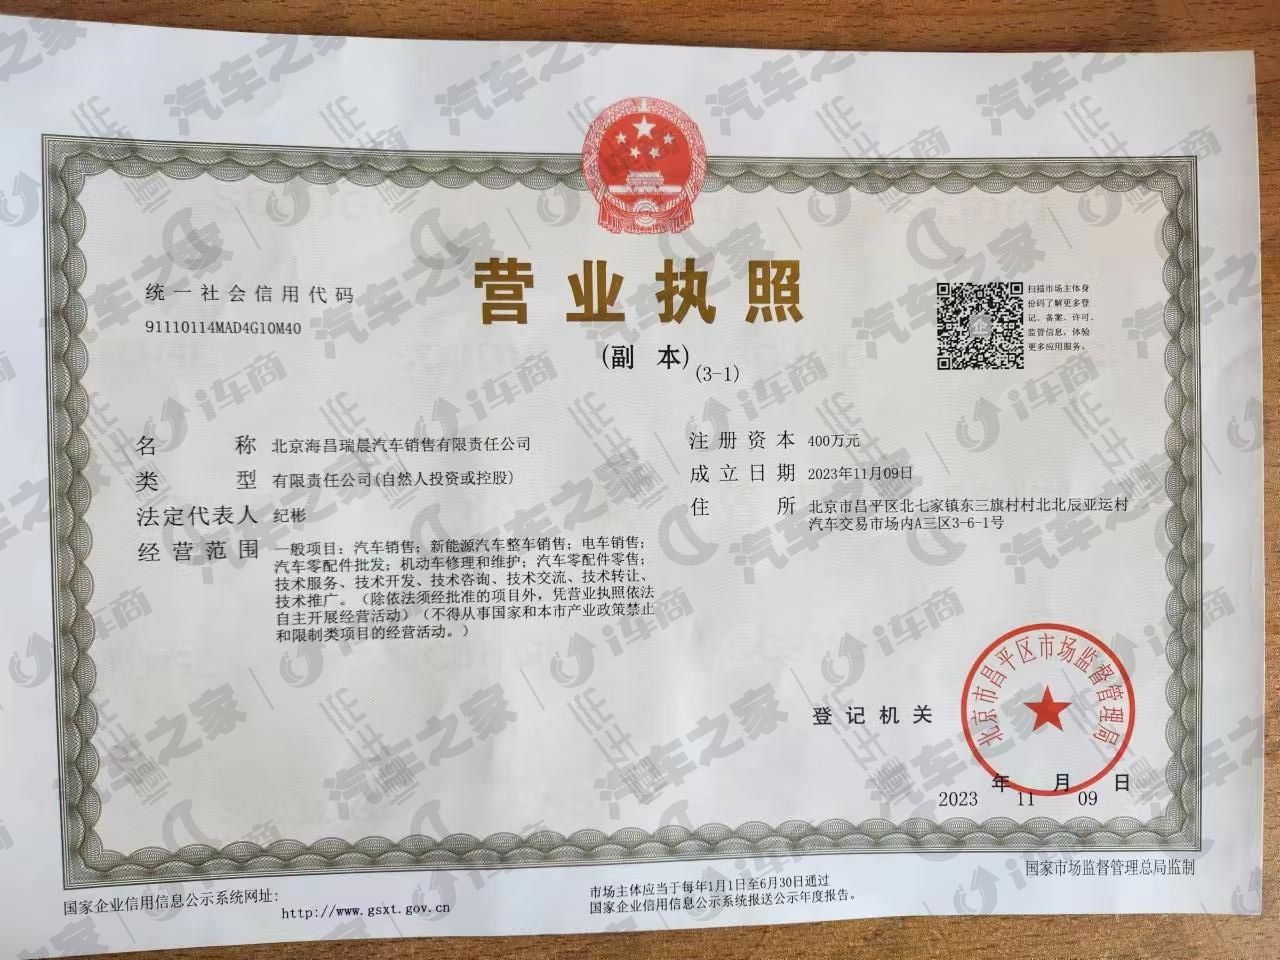 营业执照
(副 本)
(3-1)
统一社会信用代码
91110114MAD4G10M40
扫描市场主体身
份码了解更多登
记、备案、许可、
监管信息，体验
更多应用服务。
名称 北京海昌瑞晨汽车销售有限责任公司
类型 有限责任公司(自然人投资或控股)
法定代表人 纪彬
经营范围 一般项目：汽车销售；新能源汽车整车销售；电车销售；
汽车零配件批发；机动车修理和维护；汽车零配件零售；
技术服务、技术开发、技术咨询、技术交流、技术转让、
技术推广。（除依法须经批准的项目外，凭营业执照依法
自主开展经营活动）（不得从事国家和本市产业政策禁止
和限制类项目的经营活动。）
注册资本 400万元
成立日期 2023年11月09日
住所 北京市昌平区北七家镇东三旗村村北北辰亚运村
汽车交易市场内A三区3-6-1号
登记机关
北京市昌平区市场监督管理局
2023年11月09日
国家企业信用信息公示系统网址：
http://www.gsxt.gov.cn
市场主体应当于每年1月1日至6月30日通过
国家企业信用信息公示系统报送公示年度报告。
国家市场监督管理总局监制
汽车之家
i车商